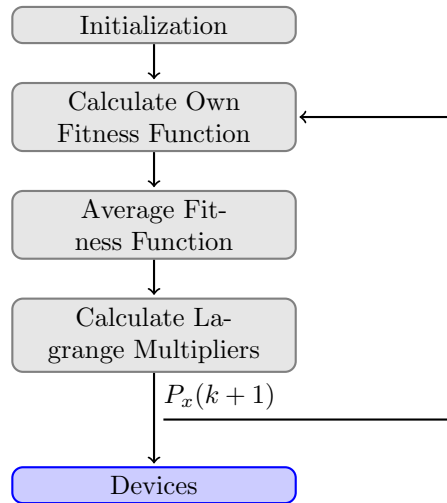 Initialization
Calculate Own
Fitness Function
Average Fit-
ness Function
Calculate La-
grange Multipliers
P_x(k + 1)
Devices